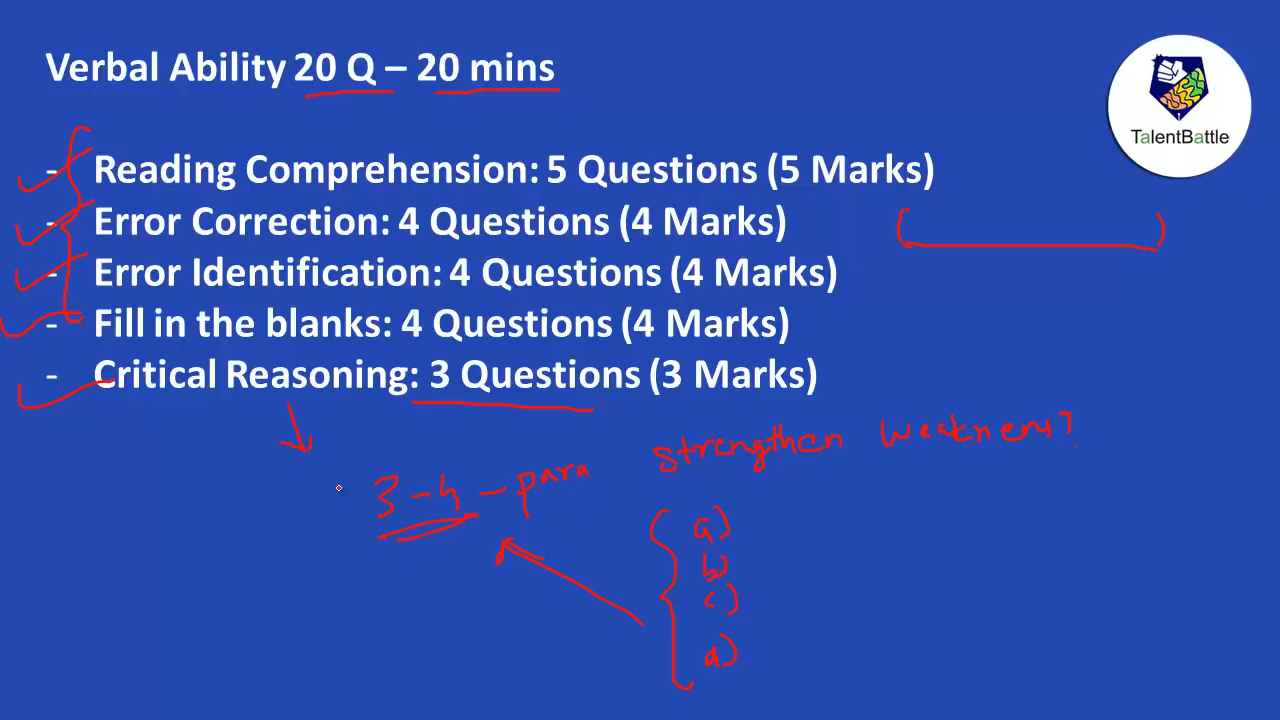 Verbal Ability 20 Q – 20 mins
TalentBattle
- Reading Comprehension: 5 Questions (5 Marks)
- Error Correction: 4 Questions (4 Marks)
- Error Identification: 4 Questions (4 Marks)
- Fill in the blanks: 4 Questions (4 Marks)
- Critical Reasoning: 3 Questions (3 Marks)
strengthen weakness?
3-4 - para
a)
b)
c)
d)